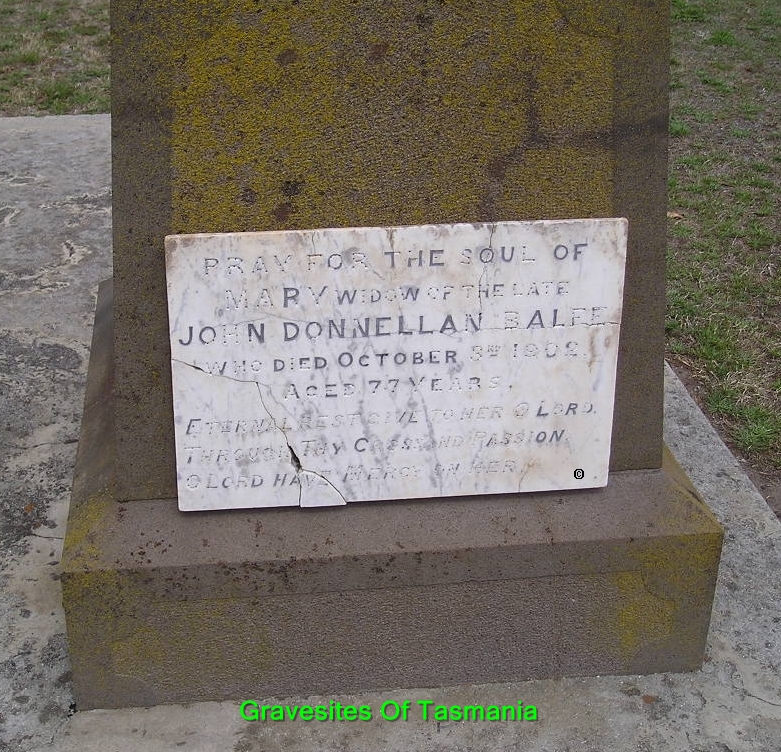 PRAY FOR THE SOUL OF
MARY WIDOW OF THE LATE
JOHN DONNELLAN BALFE
WHO DIED OCTOBER 3RD 1902.
AGED 77 YEARS.
ETERNAL REST GIVE TO HER O LORD.
THROUGH THY CROSS AND PASSION.
O LORD HAVE MERCY ON HER.
©
Gravesites Of Tasmania